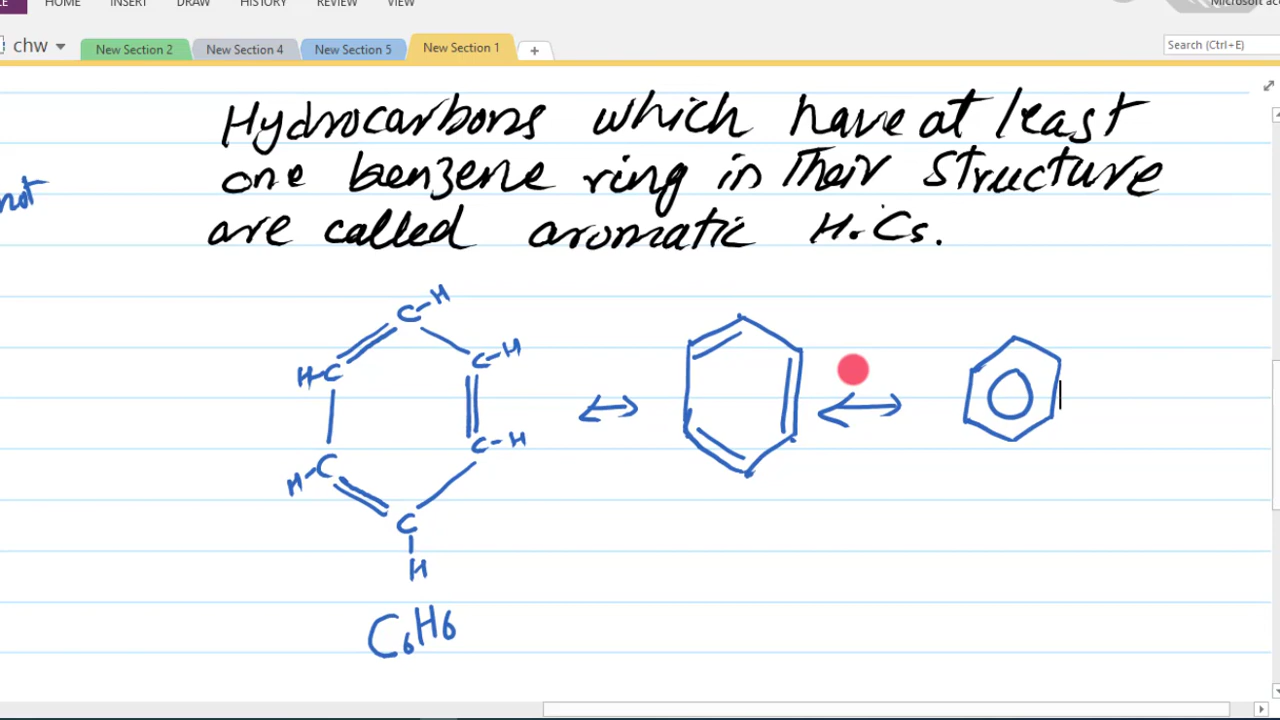 HOME INSERT DRAW HISTORY REVIEW VIEW
chw New Section 2 New Section 4 New Section 5 New Section 1 +
Search (Ctrl+E)
Hydrocarbons which have at least
one benzene ring in their structure
are called aromatic H.Cs.
not
C-H
H-C
C-H
C-H
H-C
C
H
C6H6